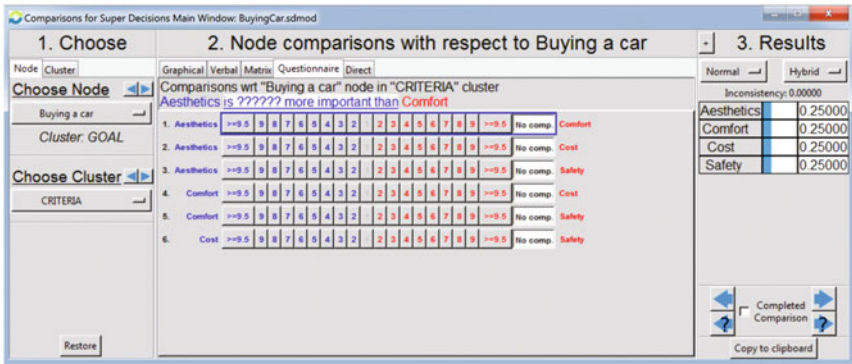 Comparisons for Super Decisions Main Window: BuyingCar.sdmod
1. Choose
Node Cluster
Choose Node
Buying a car
Cluster: GOAL
Choose Cluster
CRITERIA
Restore
2. Node comparisons with respect to Buying a car
Graphical Verbal Matrix Questionnaire Direct
Comparisons wrt "Buying a car" node in "CRITERIA" cluster
Aesthetics is ?????? more important than Comfort
1. Aesthetics >=9.5 9 8 7 6 5 4 3 2 2 3 4 5 6 7 8 9 >=9.5 No comp. Comfort
2. Aesthetics >=9.5 9 8 7 6 5 4 3 2 2 3 4 5 6 7 8 9 >=9.5 No comp. Cost
3. Aesthetics >=9.5 9 8 7 6 5 4 3 2 2 3 4 5 6 7 8 9 >=9.5 No comp. Safety
4. Comfort >=9.5 9 8 7 6 5 4 3 2 2 3 4 5 6 7 8 9 >=9.5 No comp. Cost
5. Comfort >=9.5 9 8 7 6 5 4 3 2 2 3 4 5 6 7 8 9 >=9.5 No comp. Safety
6. Cost >=9.5 9 8 7 6 5 4 3 2 2 3 4 5 6 7 8 9 >=9.5 No comp. Safety
3. Results
Normal Hybrid
Inconsistency: 0.00000
Aesthetics 0.25000
Comfort 0.25000
Cost 0.25000
Safety 0.25000
Completed
Comparison
Copy to clipboard